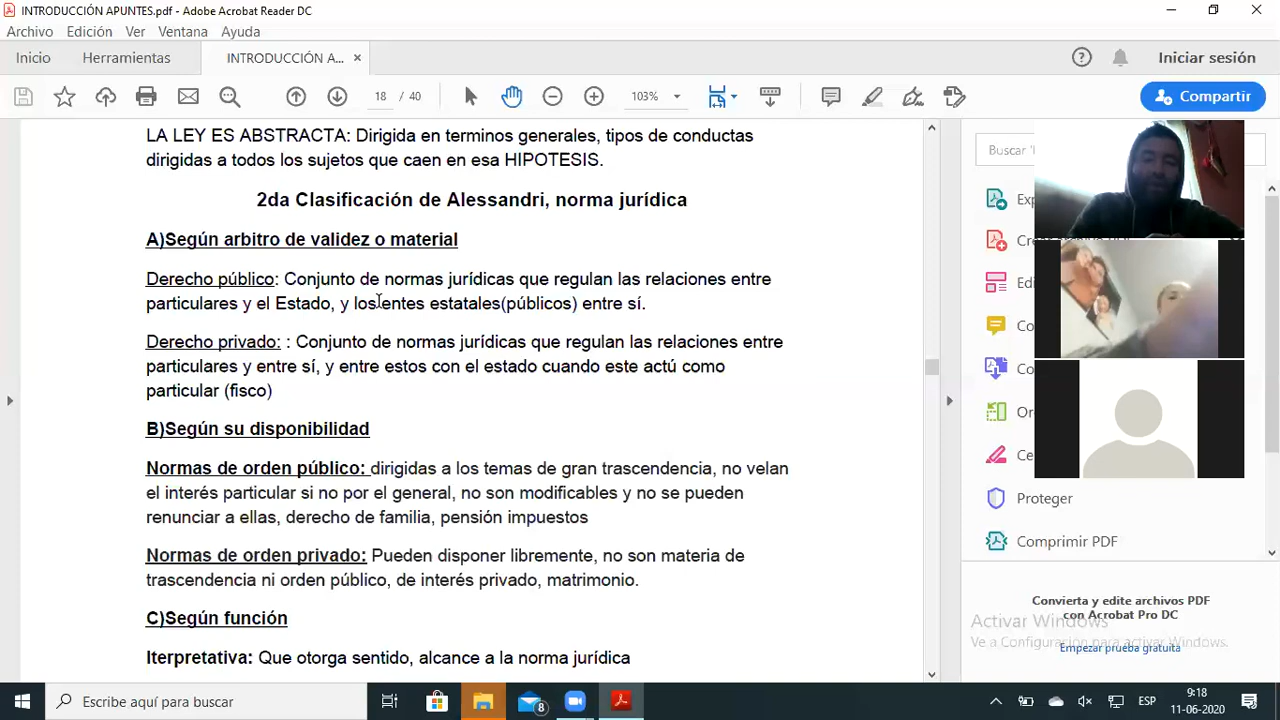 INTRODUCCIÓN APUNTES.pdf - Adobe Acrobat Reader DC
Archivo Edición Ver Ventana Ayuda
Inicio Herramientas INTRODUCCIÓN A... Iniciar sesión
18 / 40 103% Compartir
LA LEY ES ABSTRACTA: Dirigida en terminos generales, tipos de conductas
dirigidas a todos los sujetos que caen en esa HIPOTESIS.
2da Clasificación de Alessandri, norma jurídica
A)Según arbitro de validez o material
Derecho público: Conjunto de normas jurídicas que regulan las relaciones entre
particulares y el Estado, y los entes estatales(públicos) entre sí.
Derecho privado: : Conjunto de normas jurídicas que regulan las relaciones entre
particulares y entre sí, y entre estos con el estado cuando este actú como
particular (fisco)
B)Según su disponibilidad
Normas de orden público: dirigidas a los temas de gran trascendencia, no velan
el interés particular si no por el general, no son modificables y no se pueden
renunciar a ellas, derecho de familia, pensión impuestos
Normas de orden privado: Pueden disponer libremente, no son materia de
trascendencia ni orden público, de interés privado, matrimonio.
C)Según función
Iterpretativa: Que otorga sentido, alcance a la norma jurídica
Buscar
Proteger
Comprimir PDF
Convierta y edite archivos PDF
con Acrobat Pro DC
Activar Windows
Ve a Configuración para activar Windows.
Empezar prueba gratuita
Escribe aquí para buscar
8
ESP
9:18
11-06-2020